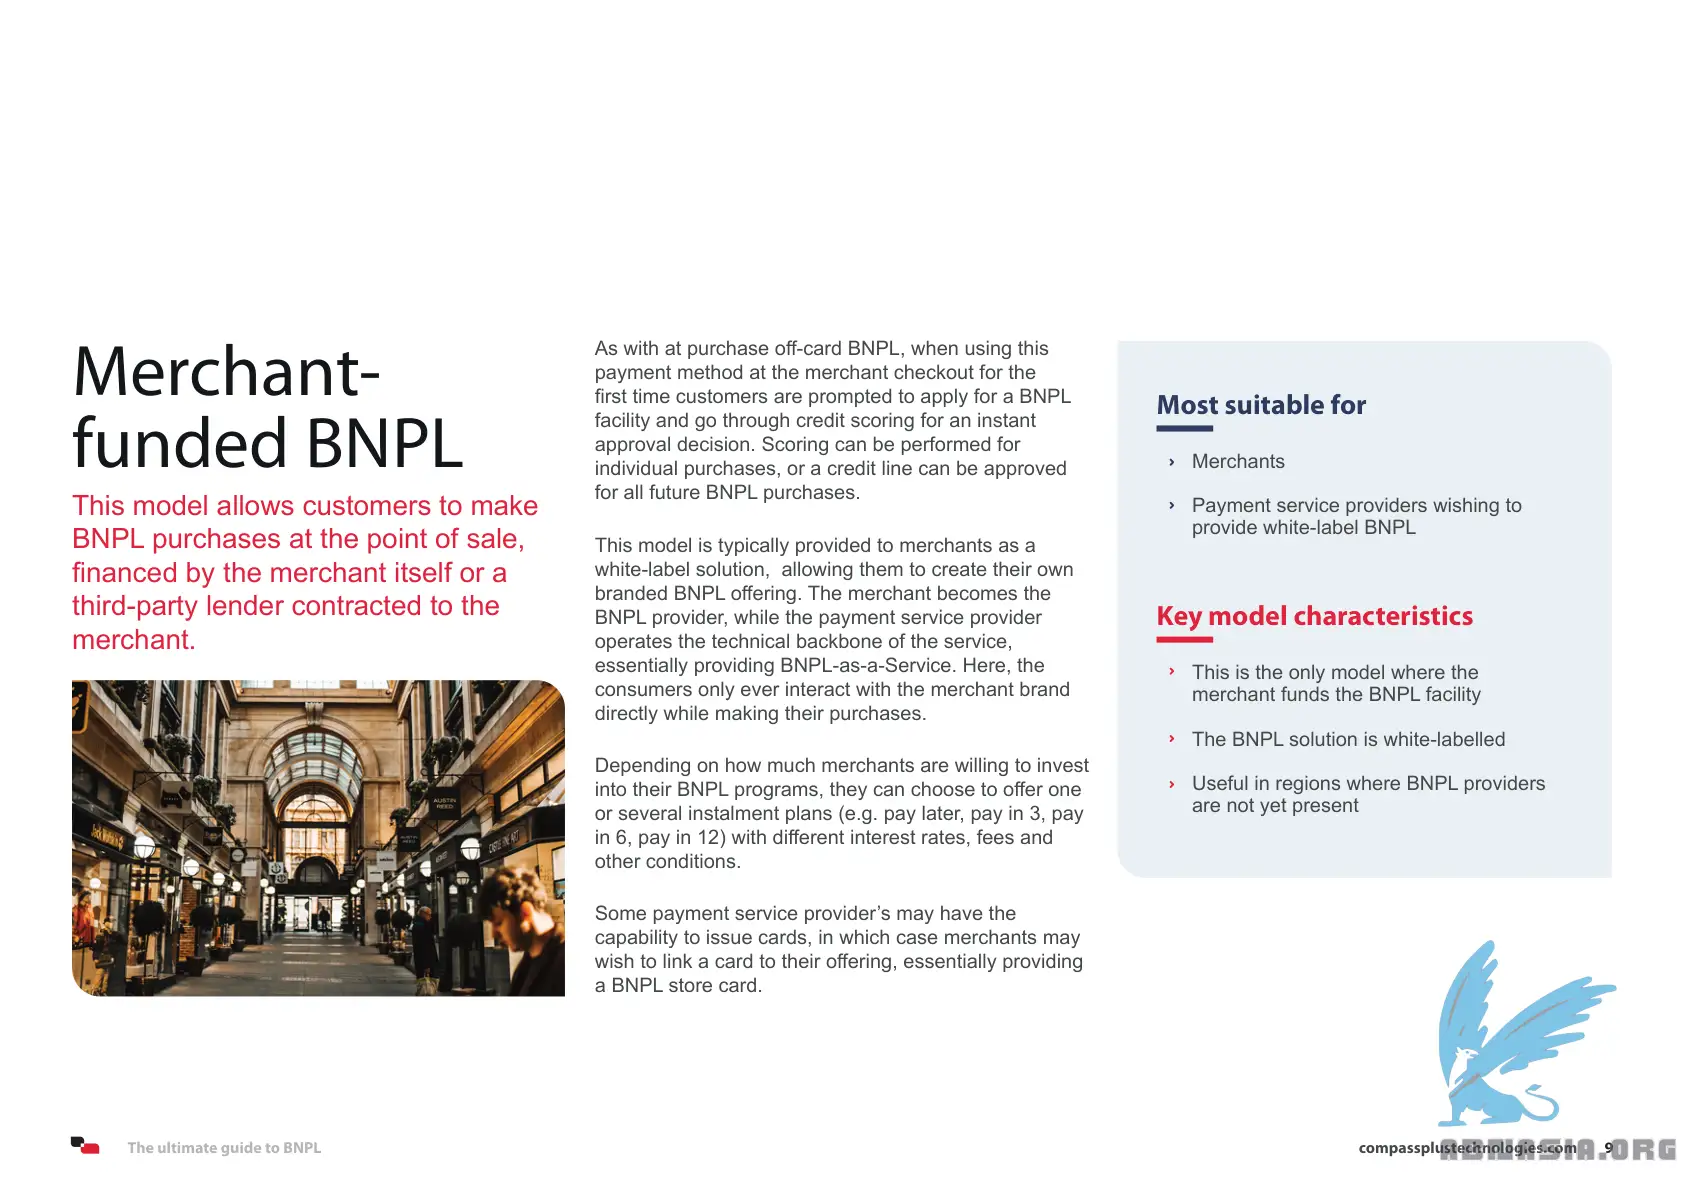 Merchant-
funded BNPL
This model allows customers to make
BNPL purchases at the point of sale,
financed by the merchant itself or a
third-party lender contracted to the
merchant.
AUSTIN
REED
As with at purchase off-card BNPL, when using this
payment method at the merchant checkout for the
first time customers are prompted to apply for a BNPL
facility and go through credit scoring for an instant
approval decision. Scoring can be performed for
individual purchases, or a credit line can be approved
for all future BNPL purchases.
This model is typically provided to merchants as a
white-label solution,  allowing them to create their own
branded BNPL offering. The merchant becomes the
BNPL provider, while the payment service provider
operates the technical backbone of the service,
essentially providing BNPL-as-a-Service. Here, the
consumers only ever interact with the merchant brand
directly while making their purchases.
Depending on how much merchants are willing to invest
into their BNPL programs, they can choose to offer one
or several instalment plans (e.g. pay later, pay in 3, pay
in 6, pay in 12) with different interest rates, fees and
other conditions.
Some payment service provider’s may have the
capability to issue cards, in which case merchants may
wish to link a card to their offering, essentially providing
a BNPL store card.
Most suitable for
› Merchants
› Payment service providers wishing to
provide white-label BNPL
Key model characteristics
› This is the only model where the
merchant funds the BNPL facility
› The BNPL solution is white-labelled
› Useful in regions where BNPL providers
are not yet present
The ultimate guide to BNPL
compassplustechnologies.com 9
ABNASIA.ORG